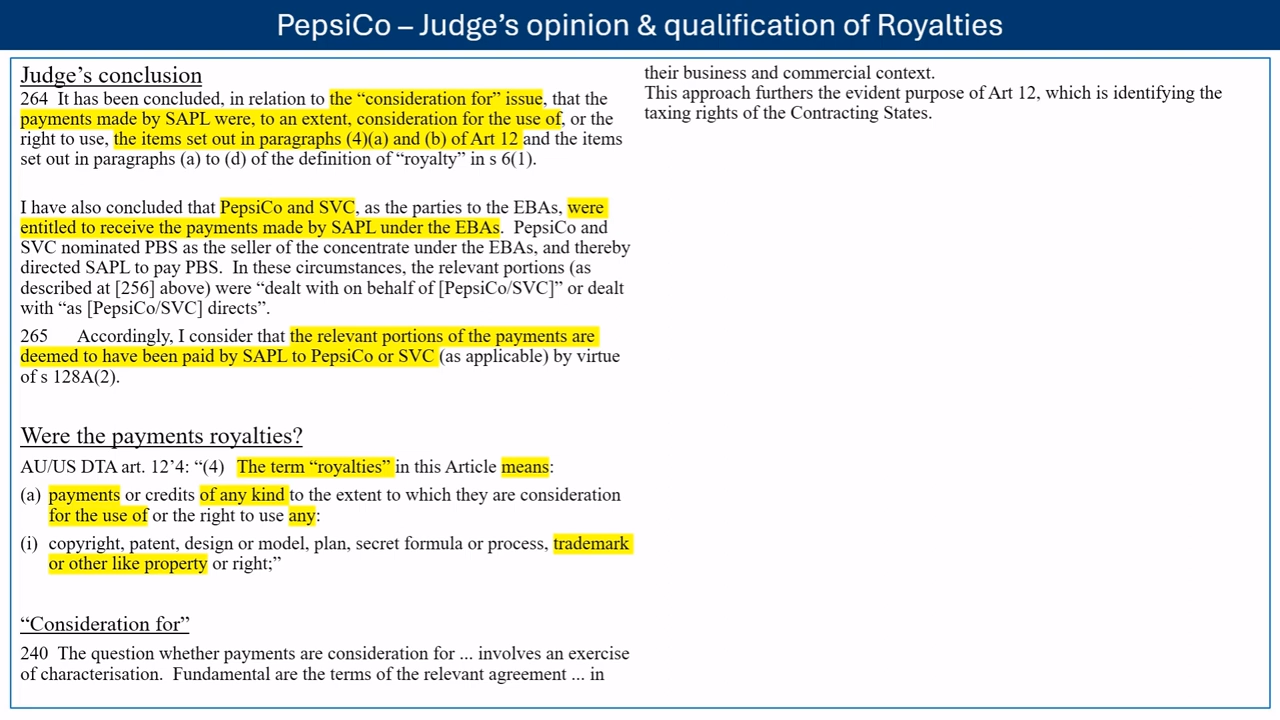 PepsiCo – Judge’s opinion & qualification of Royalties
Judge’s conclusion
264 It has been concluded, in relation to the “consideration for” issue, that the
payments made by SAPL were, to an extent, consideration for the use of, or the
right to use, the items set out in paragraphs (4)(a) and (b) of Art 12 and the items
set out in paragraphs (a) to (d) of the definition of “royalty” in s 6(1).
I have also concluded that PepsiCo and SVC, as the parties to the EBAs, were
entitled to receive the payments made by SAPL under the EBAs. PepsiCo and
SVC nominated PBS as the seller of the concentrate under the EBAs, and thereby
directed SAPL to pay PBS. In these circumstances, the relevant portions (as
described at [256] above) were “dealt with on behalf of [PepsiCo/SVC]” or dealt
with “as [PepsiCo/SVC] directs”.
265 Accordingly, I consider that the relevant portions of the payments are
deemed to have been paid by SAPL to PepsiCo or SVC (as applicable) by virtue
of s 128A(2).
Were the payments royalties?
AU/US DTA art. 12’4: “(4) The term “royalties” in this Article means:
(a) payments or credits of any kind to the extent to which they are consideration
for the use of or the right to use any:
(i) copyright, patent, design or model, plan, secret formula or process, trademark
or other like property or right;”
“Consideration for”
240 The question whether payments are consideration for ... involves an exercise
of characterisation. Fundamental are the terms of the relevant agreement ... in
their business and commercial context.
This approach furthers the evident purpose of Art 12, which is identifying the
taxing rights of the Contracting States.